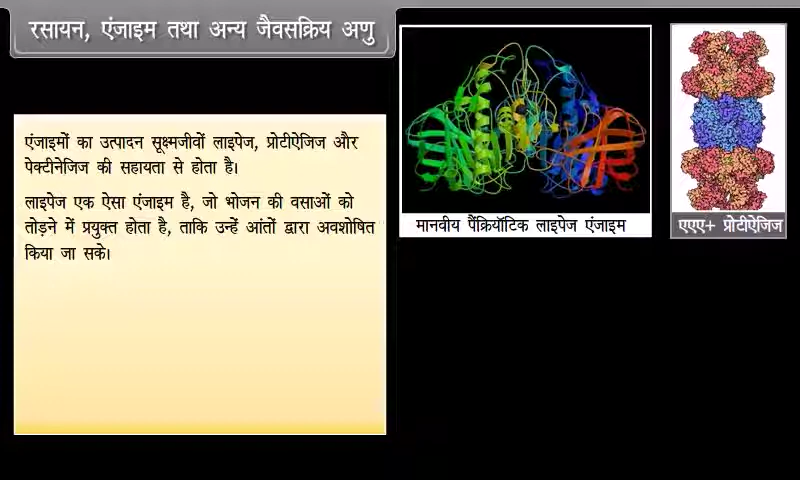 रसायन, एंजाइम तथा अन्य जैवसक्रिय अणु
एंजाइमों का उत्पादन सूक्ष्मजीवों लाइपेज, प्रोटीऐजिज और
पेक्टीनेजिज की सहायता से होता है।
लाइपेज एक ऐसा एंजाइम है, जो भोजन की वसाओं को
तोड़ने में प्रयुक्त होता है, ताकि उन्हें आंतों द्वारा अवशोषित
किया जा सके।
मानवीय पैंक्रियॉटिक लाइपेज एंजाइम
एएए+ प्रोटीऐजिज